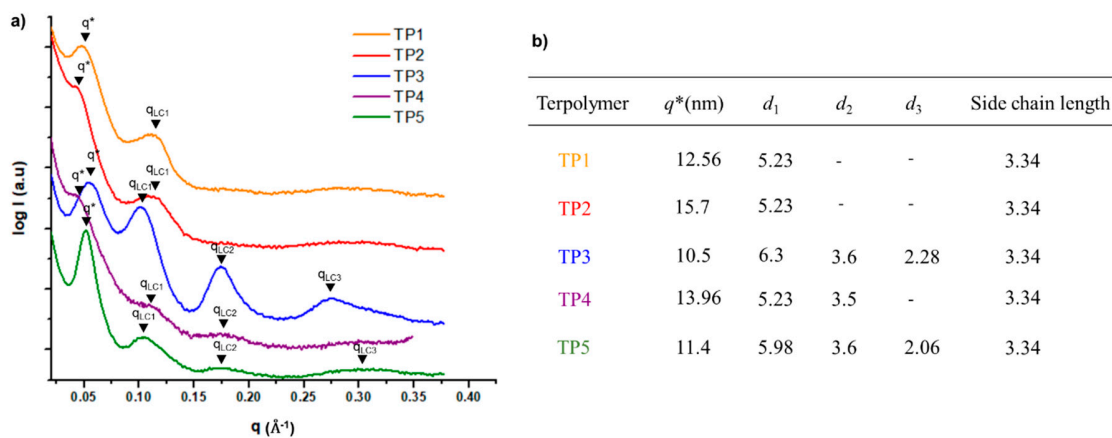 a)
q*
TP1
TP2
TP3
TP4
TP5
q*
qLC1
qLC1
q*
q*
qLC1
q*
qLC2
qLC3
qLC1
qLC1
qLC2
qLC2
qLC3
log I (a.u)
0.05 0.10 0.15 0.20 0.25 0.30 0.35 0.40
q (Å-1)
b)
Terpolymer q*(nm) d1 d2 d3 Side chain length
TP1 12.56 5.23 - - 3.34
TP2 15.7 5.23 - - 3.34
TP3 10.5 6.3 3.6 2.28 3.34
TP4 13.96 5.23 3.5 - 3.34
TP5 11.4 5.98 3.6 2.06 3.34